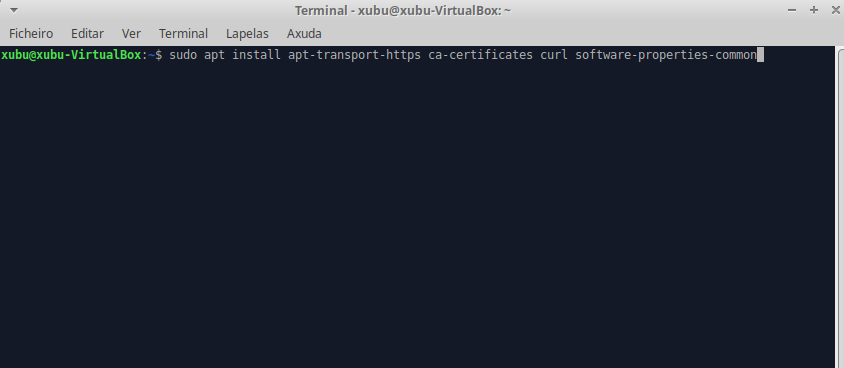 Terminal - xubu@xubu-VirtualBox: ~
Ficheiro Editar Ver Terminal Lapelas Axuda
xubu@xubu-VirtualBox:~$ sudo apt install apt-transport-https ca-certificates curl software-properties-common